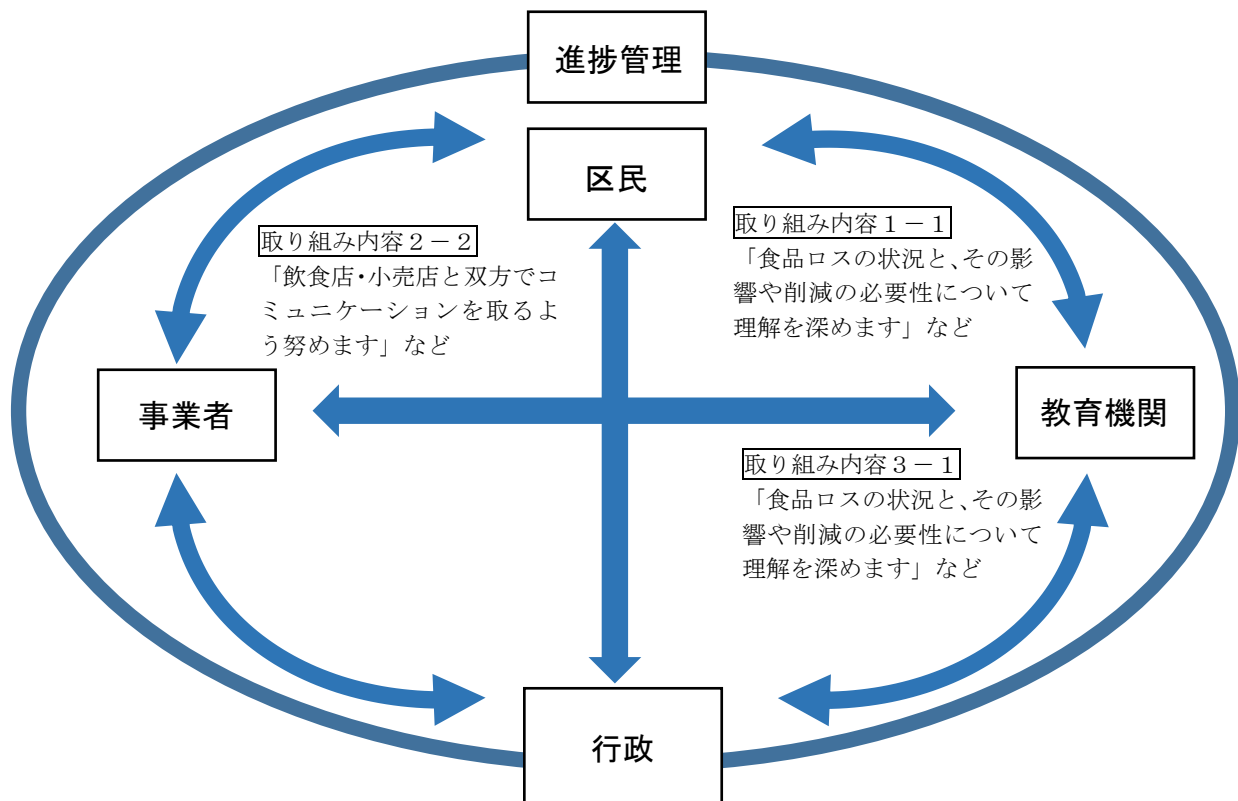 進捗管理
区民
取り組み内容2－2
「飲食店・小売店と双方でコ
ミュニケーションを取るよ
う努めます」など
取り組み内容1－1
「食品ロスの状況と、その影
響や削減の必要性について
理解を深めます」など
事業者
教育機関
取り組み内容3－1
「食品ロスの状況と、その影
響や削減の必要性について
理解を深めます」など
行政